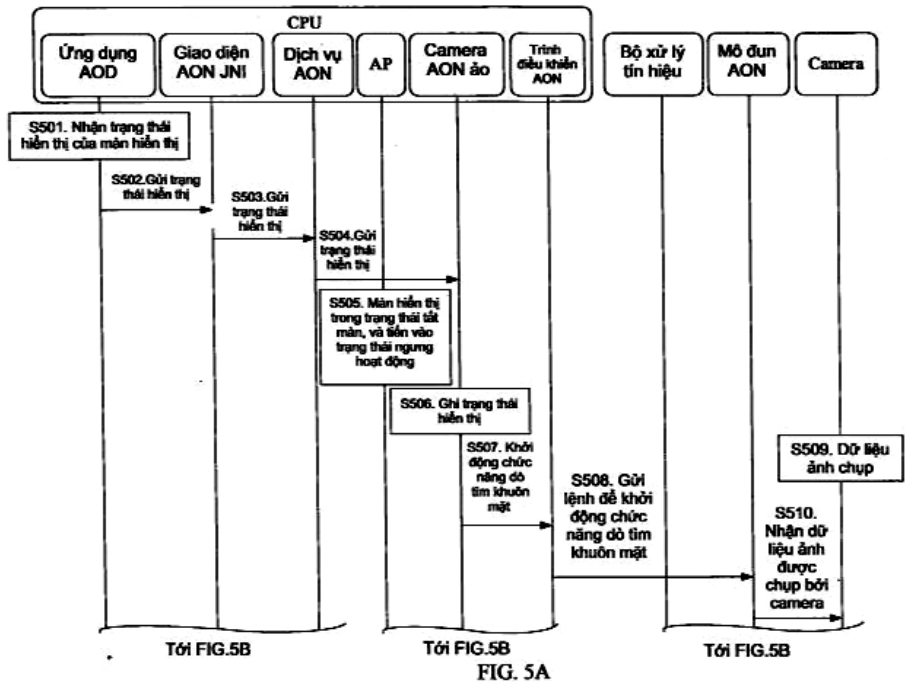 CPU
Ứng dụng
AOD
Giao diện
AON JNI
Dịch vụ
AON
AP
Camera
AON ảo
Trình
điều khiển
AON
Bộ xử lý
tín hiệu
Mô đun
AON
Camera
S501. Nhận trạng thái
hiển thị của màn hiển thị
S502.Gửi trạng
thái hiển thị
S503.Gửi
trạng thái
hiển thị
S504.Gửi
trạng thái
hiển thị
S505. Màn hiển thị
trong trạng thái tắt
màn, và tiến vào
trạng thái ngưng
hoạt động
S506. Ghi trạng thái
hiển thị
S507. Khởi
động chức
năng dò
tìm khuôn
mặt
S508. Gửi
lệnh để khởi
động chức
năng dò tìm
khuôn mặt
S509. Dữ liệu
ảnh chụp
S510.
Nhận dữ
liệu ảnh
được
chụp bởi
camera
Tới FIG.5B
Tới FIG.5B
Tới FIG.5B
FIG. 5A